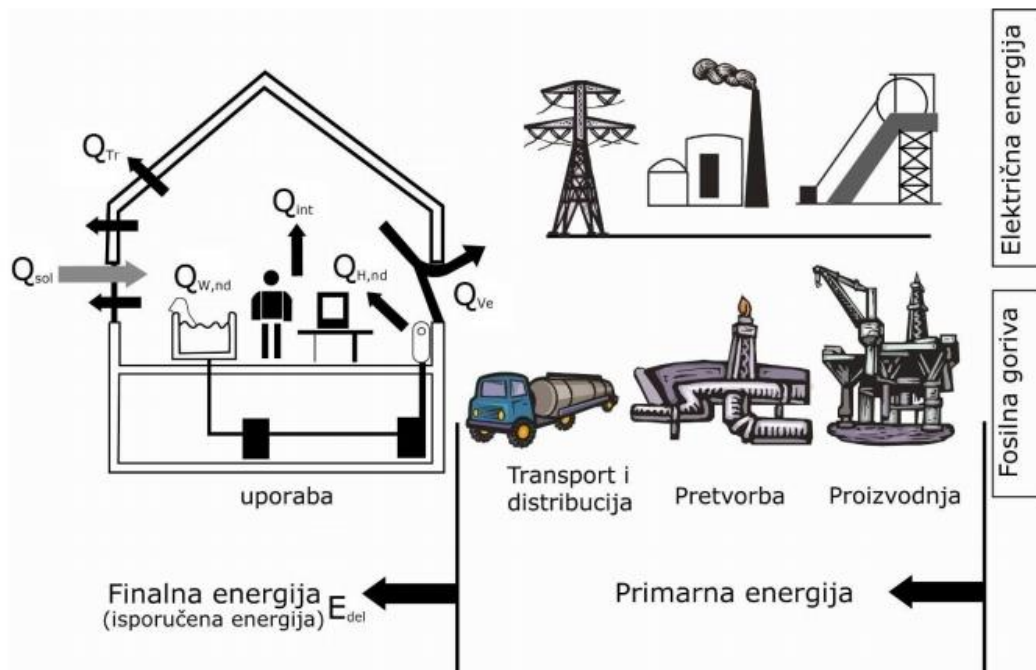 Q_Tr
Q_int
Q_sol
Q_W,nd
Q_H,nd
Q_Ve
uporaba
Električna energija
Fosilna goriva
Transport i
distribucija
Pretvorba
Proizvodnja
Finalna energija
(isporučena energija) E_del
Primarna energija